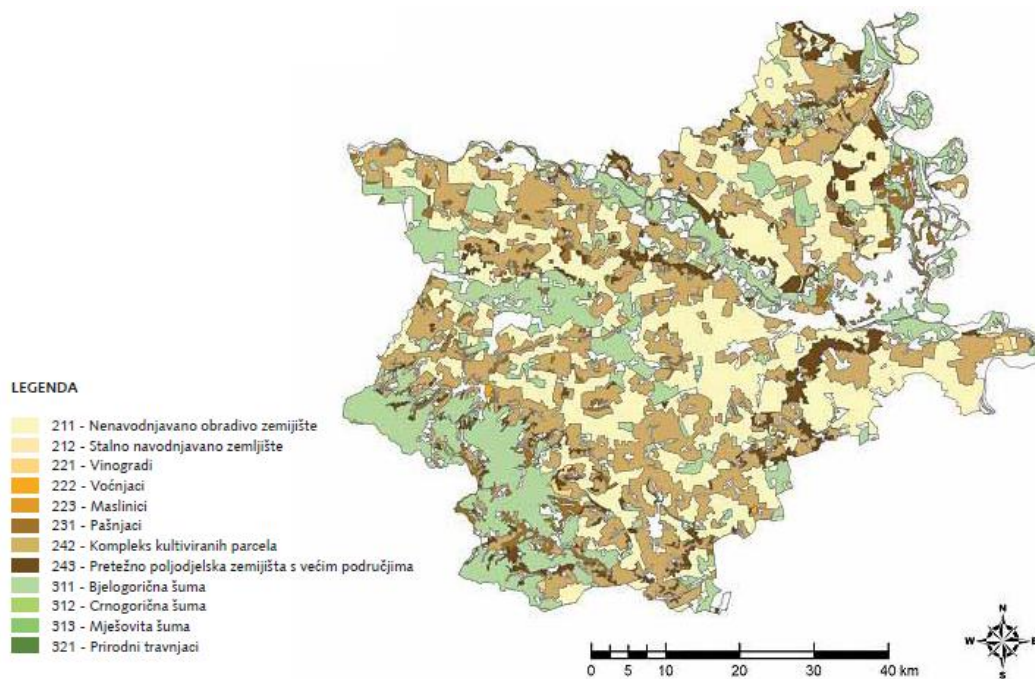 LEGENDA
211 - Nenavodnjavano obradivo zemijište
212 - Stalno navodnjavano zemljište
221 - Vinogradi
222 - Voćnjaci
223 - Maslinici
231 - Pašnjaci
242 - Kompleks kultiviranih parcela
243 - Pretežno poljodjelska zemijišta s većim područjima
311 - Bjelogorična šuma
312 - Crnogorična šuma
313 - Mješovita šuma
321 - Prirodni travnjaci
N
W E
S
0 5 10 20 30 40 km